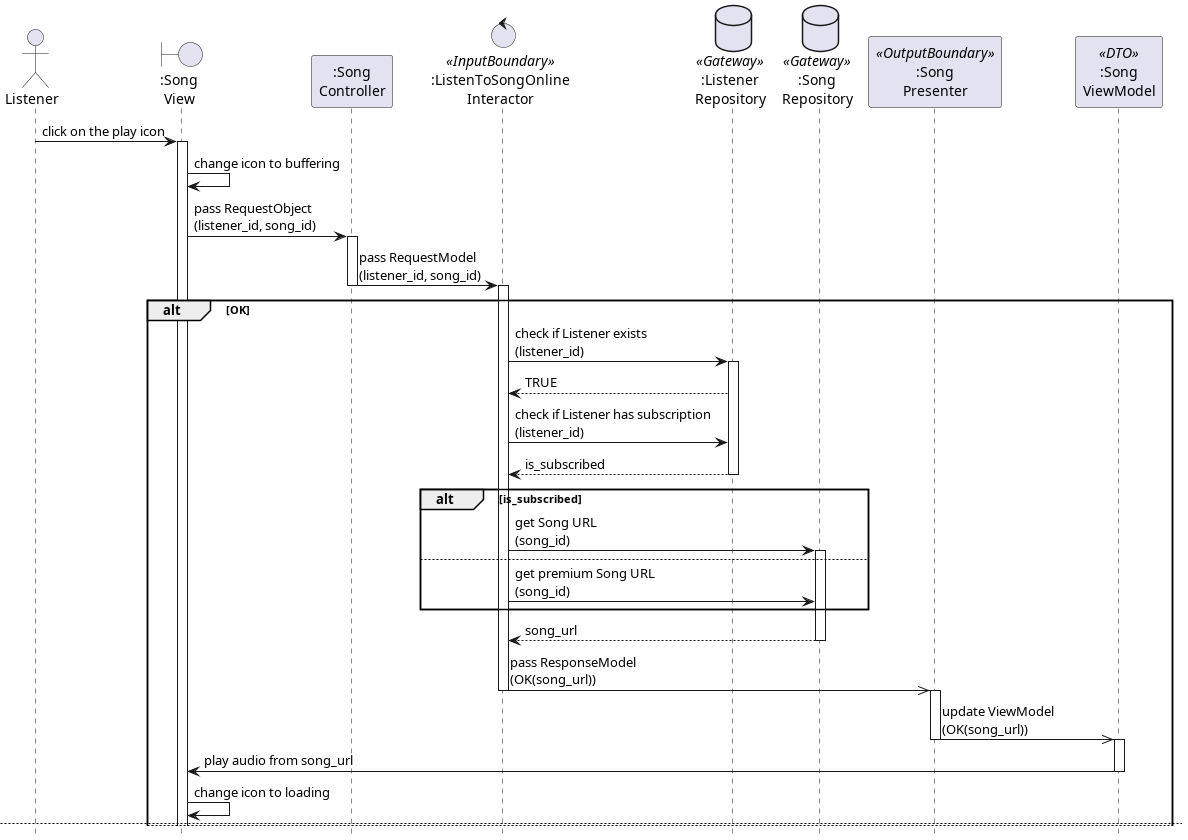 Listener
:Song
View
:Song
Controller
«InputBoundary»
:ListenToSongOnline
Interactor
«Gateway»
:Listener
Repository
«Gateway»
:Song
Repository
«OutputBoundary»
:Song
Presenter
«DTO»
:Song
ViewModel
click on the play icon
change icon to buffering
pass RequestObject
(listener_id, song_id)
pass RequestModel
(listener_id, song_id)
alt [OK]
check if Listener exists
(listener_id)
TRUE
check if Listener has subscription
(listener_id)
is_subscribed
alt [is_subscribed]
get Song URL
(song_id)
get premium Song URL
(song_id)
song_url
pass ResponseModel
(OK(song_url))
update ViewModel
(OK(song_url))
play audio from song_url
change icon to loading